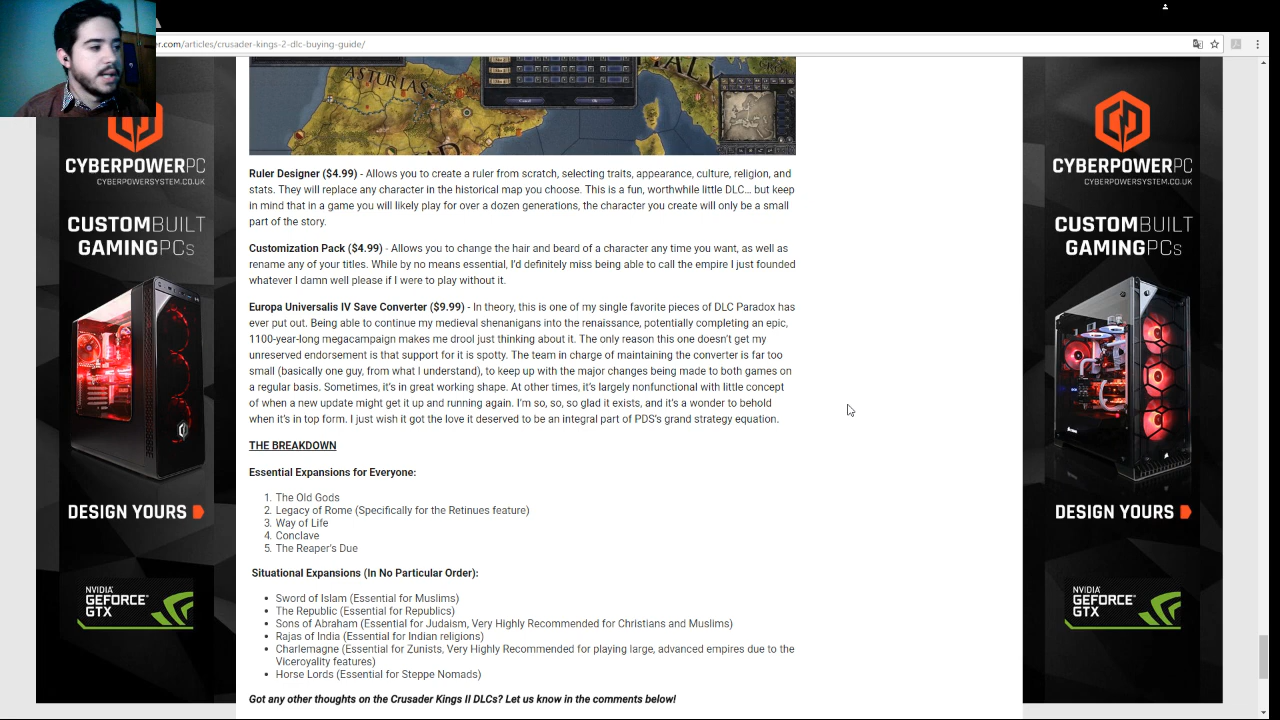 er.com/articles/crusader-kings-2-dlc-buying-guide/
ASTURIAS
CYBERPOWERPC
CYBERPOWERSYSTEM.CO.UK
CUSTOMBUILT
GAMINGPCs
DESIGN YOURS
NVIDIA
GEFORCE
GTX
Ruler Designer ($4.99) - Allows you to create a ruler from scratch, selecting traits, appearance, culture, religion, and
stats. They will replace any character in the historical map you choose. This is a fun, worthwhile little DLC... but keep
in mind that in a game you will likely play for over a dozen generations, the character you create will only be a small
part of the story.
Customization Pack ($4.99) - Allows you to change the hair and beard of a character any time you want, as well as
rename any of your titles. While by no means essential, I'd definitely miss being able to call the empire I just founded
whatever I damn well please if I were to play without it.
Europa Universalis IV Save Converter ($9.99) - In theory, this is one of my single favorite pieces of DLC Paradox has
ever put out. Being able to continue my medieval shenanigans into the renaissance, potentially completing an epic,
1100-year-long megacampaign makes me drool just thinking about it. The only reason this one doesn't get my
unreserved endorsement is that support for it is spotty. The team in charge of maintaining the converter is far too
small (basically one guy, from what I understand), to keep up with the major changes being made to both games on
a regular basis. Sometimes, it's in great working shape. At other times, it's largely nonfunctional with little concept
of when a new update might get it up and running again. I'm so, so, so glad it exists, and it's a wonder to behold
when it's in top form. I just wish it got the love it deserved to be an integral part of PDS's grand strategy equation.
THE BREAKDOWN
Essential Expansions for Everyone:
1. The Old Gods
2. Legacy of Rome (Specifically for the Retinues feature)
3. Way of Life
4. Conclave
5. The Reaper's Due
Situational Expansions (In No Particular Order):
• Sword of Islam (Essential for Muslims)
• The Republic (Essential for Republics)
• Sons of Abraham (Essential for Judaism, Very Highly Recommended for Christians and Muslims)
• Rajas of India (Essential for Indian religions)
• Charlemagne (Essential for Zunists, Very Highly Recommended for playing large, advanced empires due to the
Viceroyality features)
• Horse Lords (Essential for Steppe Nomads)
Got any other thoughts on the Crusader Kings II DLCs? Let us know in the comments below!
CYBERPOWERPC
CYBERPOWERSYSTEM.CO.UK
CUSTOMBUILT
GAMINGPCs
DESIGN YOURS
NVIDIA
GEFORCE
GTX